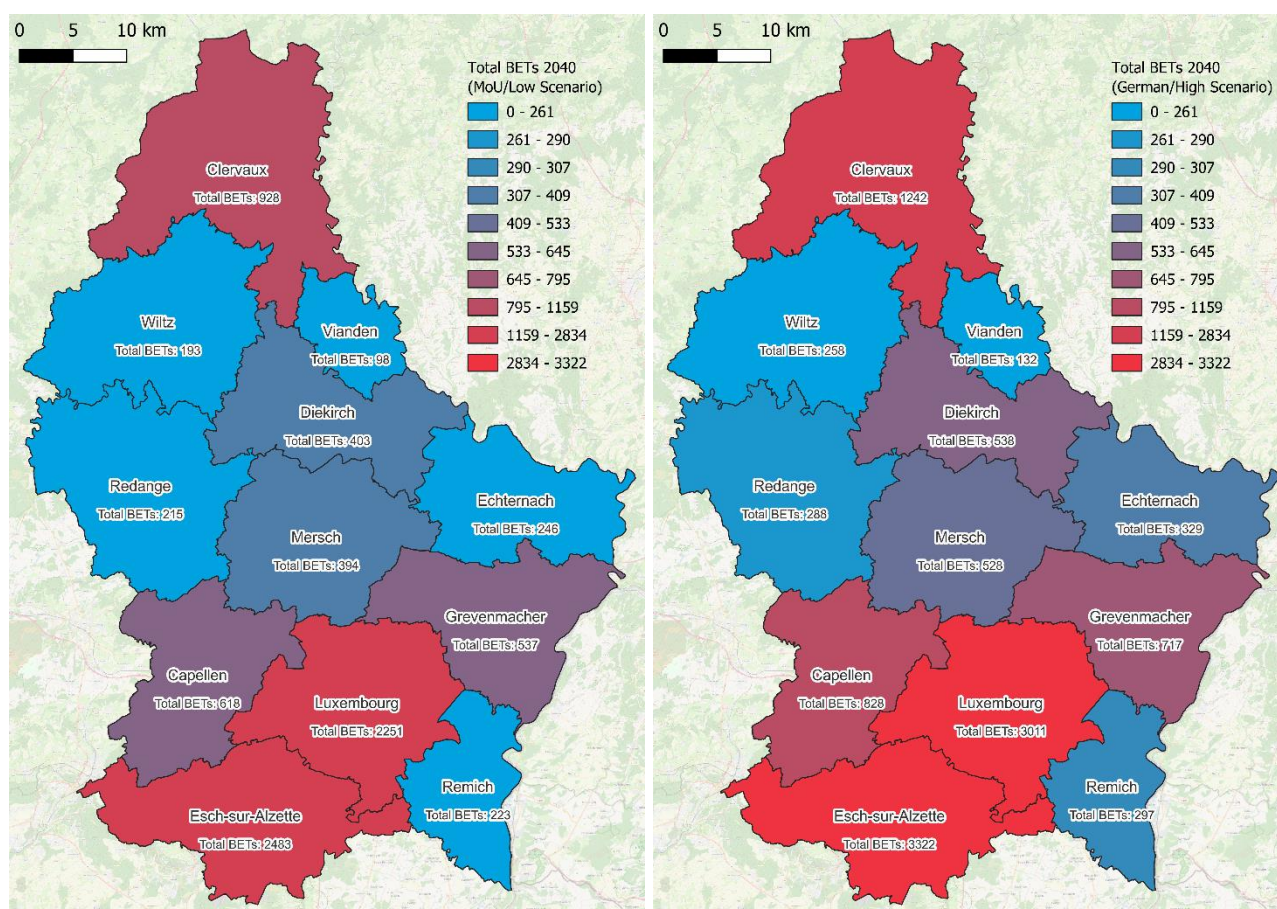 0 5 10 km
Total BETs 2040
(MoU/Low Scenario)
0 - 261
261 - 290
290 - 307
307 - 409
409 - 533
533 - 645
645 - 795
795 - 1159
1159 - 2834
2834 - 3322
Clervaux
Total BETs: 928
Wiltz
Total BETs: 193
Vianden
Total BETs: 98
Diekirch
Total BETs: 403
Redange
Total BETs: 215
Echternach
Total BETs: 246
Mersch
Total BETs: 394
Grevenmacher
Total BETs: 537
Capellen
Total BETs: 618
Luxembourg
Total BETs: 2251
Remich
Total BETs: 223
Esch-sur-Alzette
Total BETs: 2483
0 5 10 km
Total BETs 2040
(German/High Scenario)
0 - 261
261 - 290
290 - 307
307 - 409
409 - 533
533 - 645
645 - 795
795 - 1159
1159 - 2834
2834 - 3322
Clervaux
Total BETs: 1242
Wiltz
Total BETs: 258
Vianden
Total BETs: 132
Diekirch
Total BETs: 538
Redange
Total BETs: 288
Echternach
Total BETs: 329
Mersch
Total BETs: 528
Grevenmacher
Total BETs: 717
Capellen
Total BETs: 828
Luxembourg
Total BETs: 3011
Remich
Total BETs: 297
Esch-sur-Alzette
Total BETs: 3322